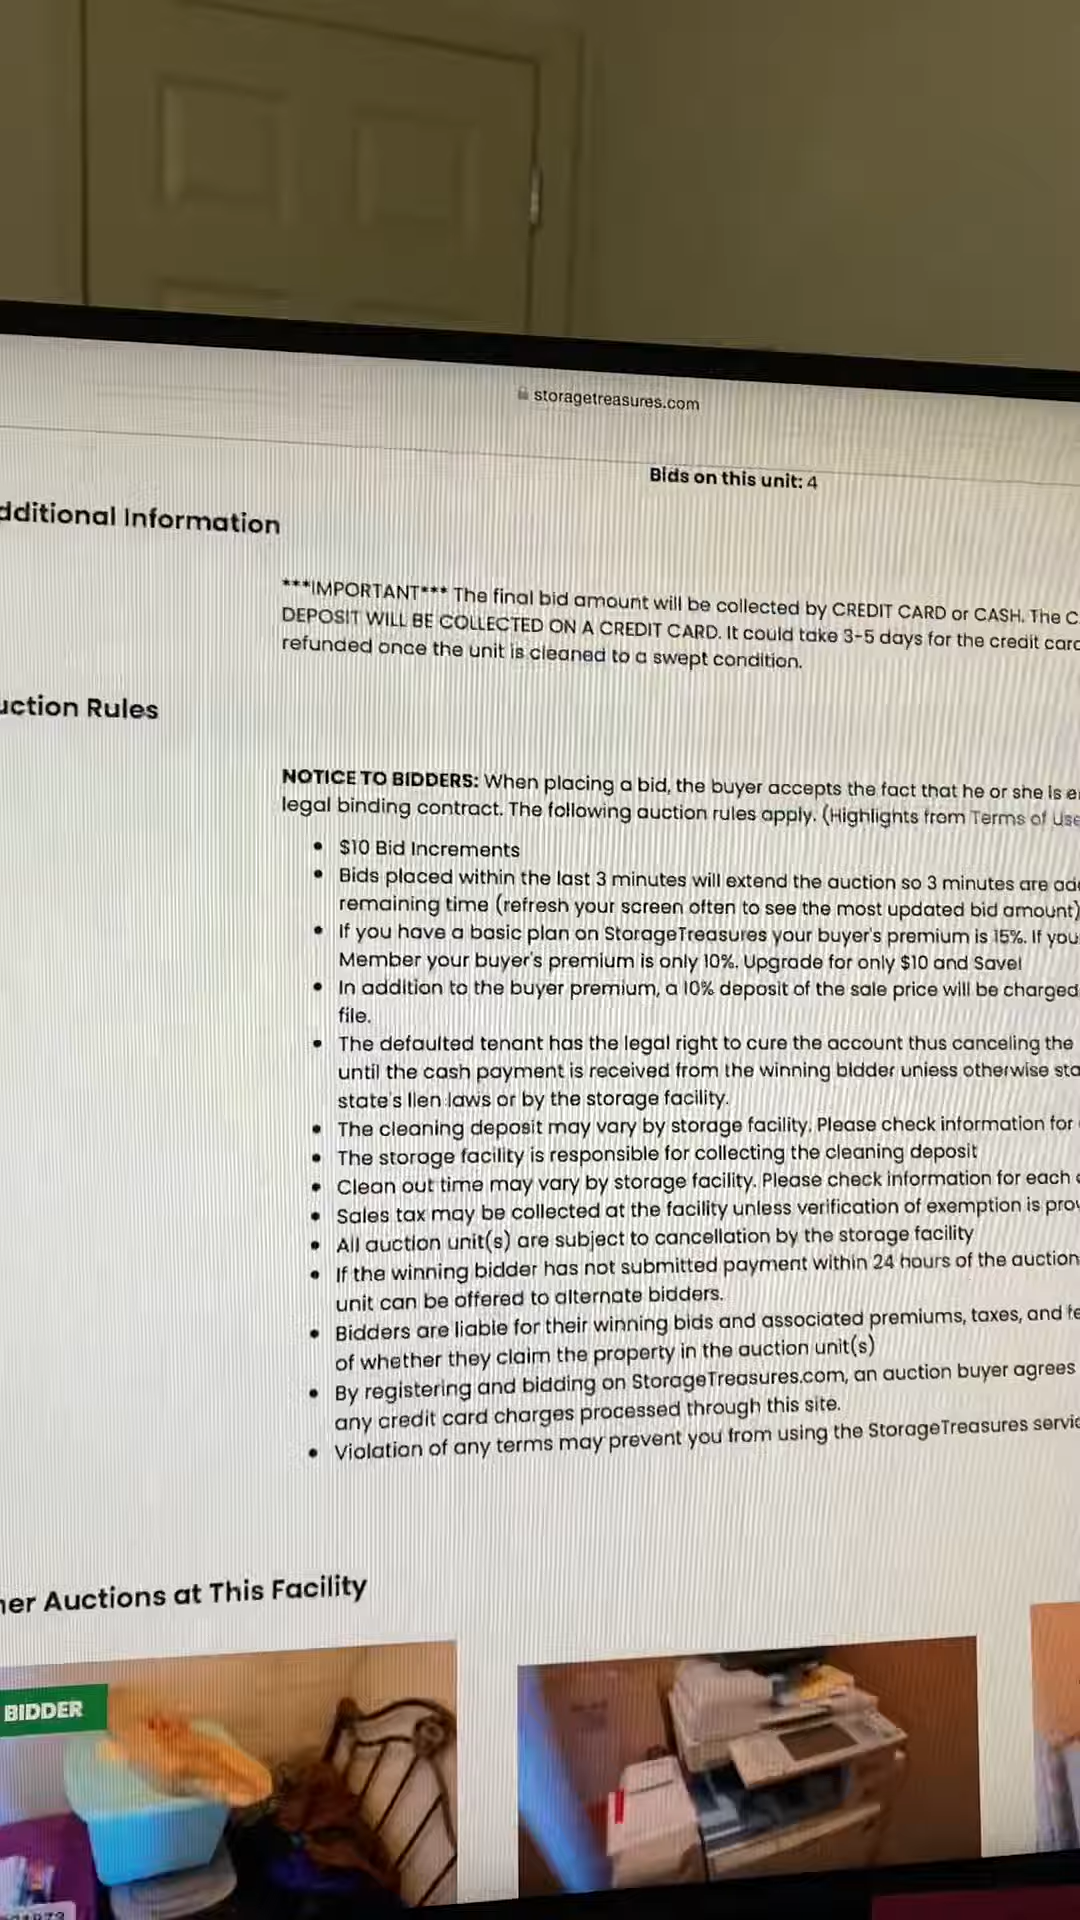 storagetreasures.com
Bids on this unit: 4
dditional Information
***IMPORTANT*** The final bid amount will be collected by CREDIT CARD or CASH. The C
DEPOSIT WILL BE COLLECTED ON A CREDIT CARD. It could take 3-5 days for the credit card
refunded once the unit is cleaned to a swept condition.
uction Rules
NOTICE TO BIDDERS: When placing a bid, the buyer accepts the fact that he or she is e
legal binding contract. The following auction rules apply. (Highlights from Terms of Use
• $10 Bid Increments
• Bids placed within the last 3 minutes will extend the auction so 3 minutes are ad
remaining time (refresh your screen often to see the most updated bid amount)
• If you have a basic plan on StorageTreasures your buyer's premium is 15%. If you
Member your buyer's premium is only 10%. Upgrade for only $10 and Save!
• In addition to the buyer premium, a 10% deposit of the sale price will be charged
file.
• The defaulted tenant has the legal right to cure the account thus canceling the
until the cash payment is received from the winning bidder unless otherwise sta
state's lien laws or by the storage facility.
• The cleaning deposit may vary by storage facility. Please check information for
• The storage facility is responsible for collecting the cleaning deposit
• Clean out time may vary by storage facility. Please check information for each
• Sales tax may be collected at the facility unless verification of exemption is prov
• All auction unit(s) are subject to cancellation by the storage facility
• If the winning bidder has not submitted payment within 24 hours of the auction
unit can be offered to alternate bidders.
• Bidders are liable for their winning bids and associated premiums, taxes, and fe
of whether they claim the property in the auction unit(s)
• By registering and bidding on StorageTreasures.com, an auction buyer agrees
any credit card charges processed through this site.
• Violation of any terms may prevent you from using the StorageTreasures servic
her Auctions at This Facility
BIDDER